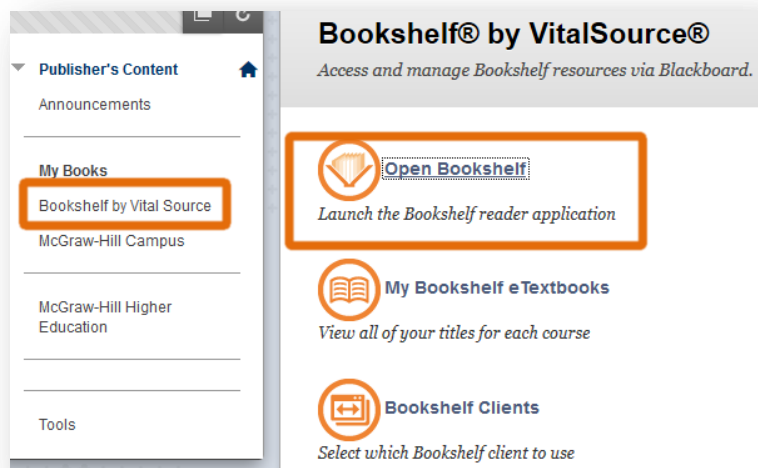 Publisher's Content
Announcements
My Books
Bookshelf by Vital Source
McGraw-Hill Campus
McGraw-Hill Higher
Education
Tools
Bookshelf® by VitalSource®
Access and manage Bookshelf resources via Blackboard.
Open Bookshelf
Launch the Bookshelf reader application
My Bookshelf eTextbooks
View all of your titles for each course
Bookshelf Clients
Select which Bookshelf client to use